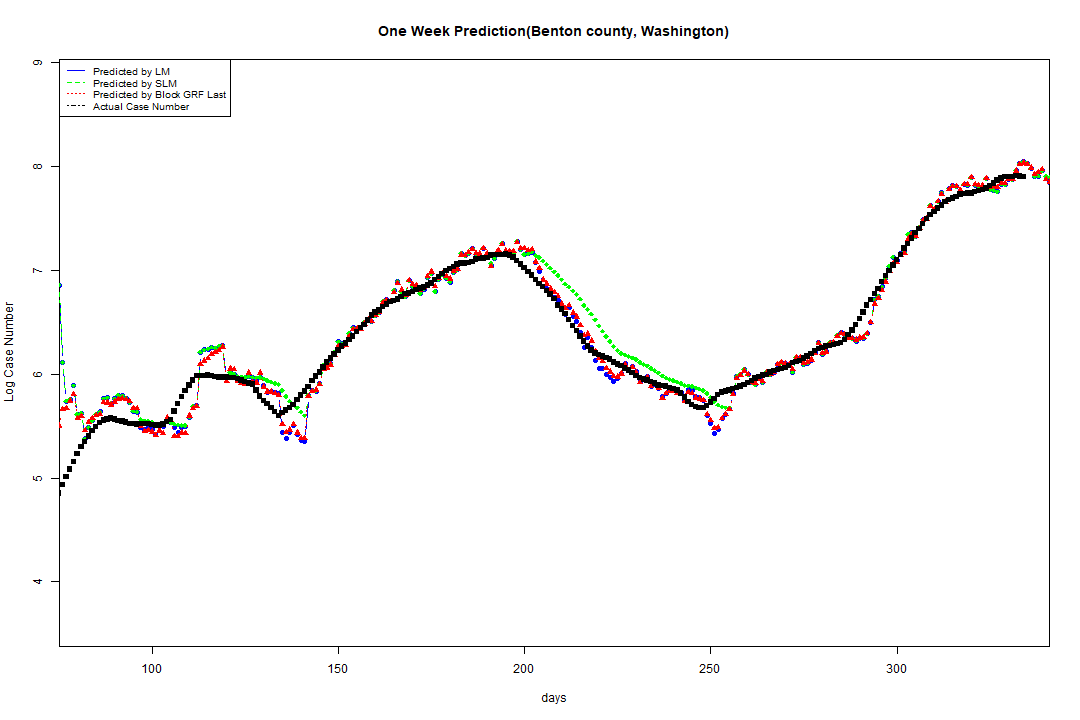 One Week Prediction(Benton county, Washington)
Predicted by LM
Predicted by SLM
Predicted by Block GRF Last
Actual Case Number
9
8
7
6
5
4
Log Case Number
100 150 200 250 300
days